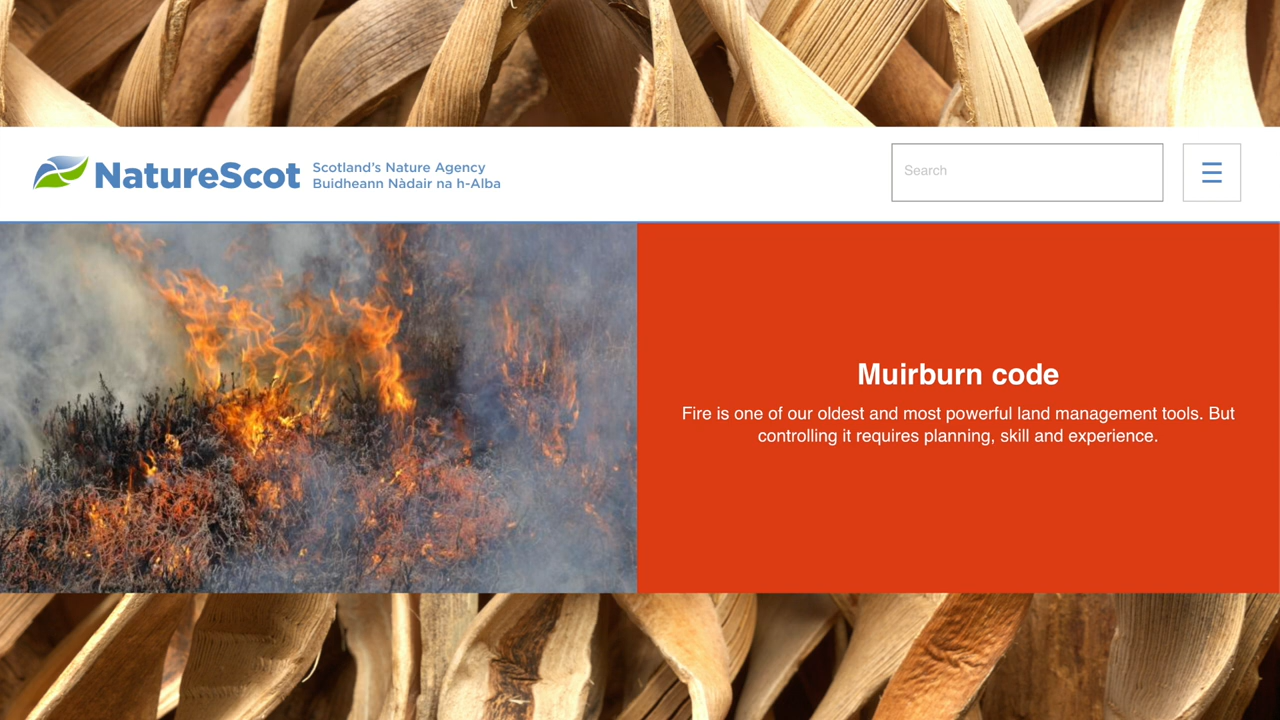 NatureScot
Scotland's Nature Agency
Buidheann Nàdair na h-Alba
Search
Muirburn code
Fire is one of our oldest and most powerful land management tools. But
controlling it requires planning, skill and experience.